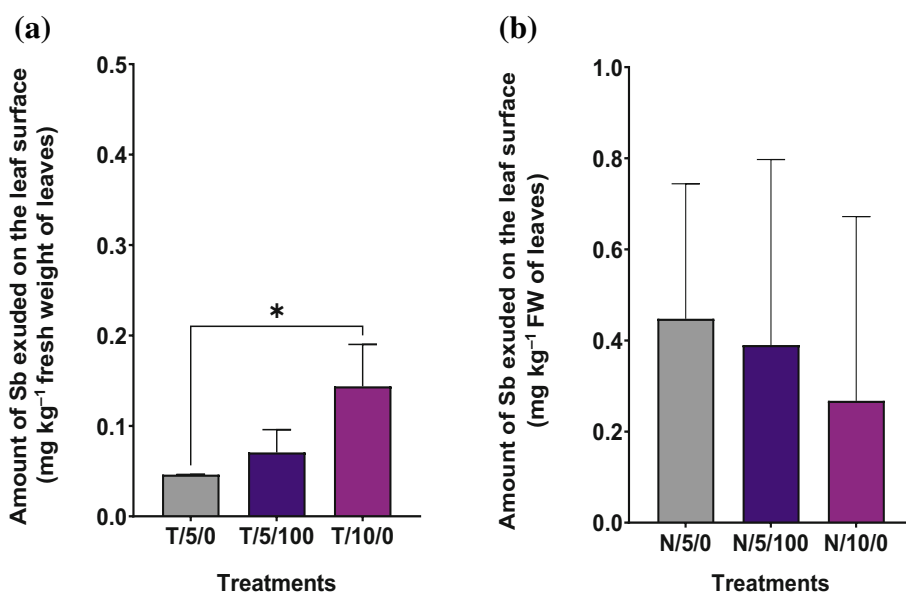 (a)
Amount of Sb exuded on the leaf surface
(mg kg⁻¹ fresh weight of leaves)
0.5
0.4
0.3
0.2
0.1
0.0
*
T/5/0 T/5/100 T/10/0
Treatments
(b)
Amount of Sb exuded on the leaf surface
(mg kg⁻¹ FW of leaves)
1.0
0.8
0.6
0.4
0.2
0.0
N/5/0 N/5/100 N/10/0
Treatments